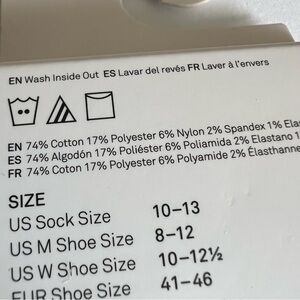 EN Wash Inside Out ES Lavar del revés FR Laver à l'envers
EN 74% Cotton 17% Polyester 6% Nylon 2% Spandex 1% Elas
ES 74% Algodón 17% Poliéster 6% Poliamida 2% Elastano 1
FR 74% Coton 17% Polyester 6% Polyamide 2% Élasthanne
SIZE
US Sock Size 10–13
US M Shoe Size 8–12
US W Shoe Size 10–12½
EUR Shoe Size 41–46